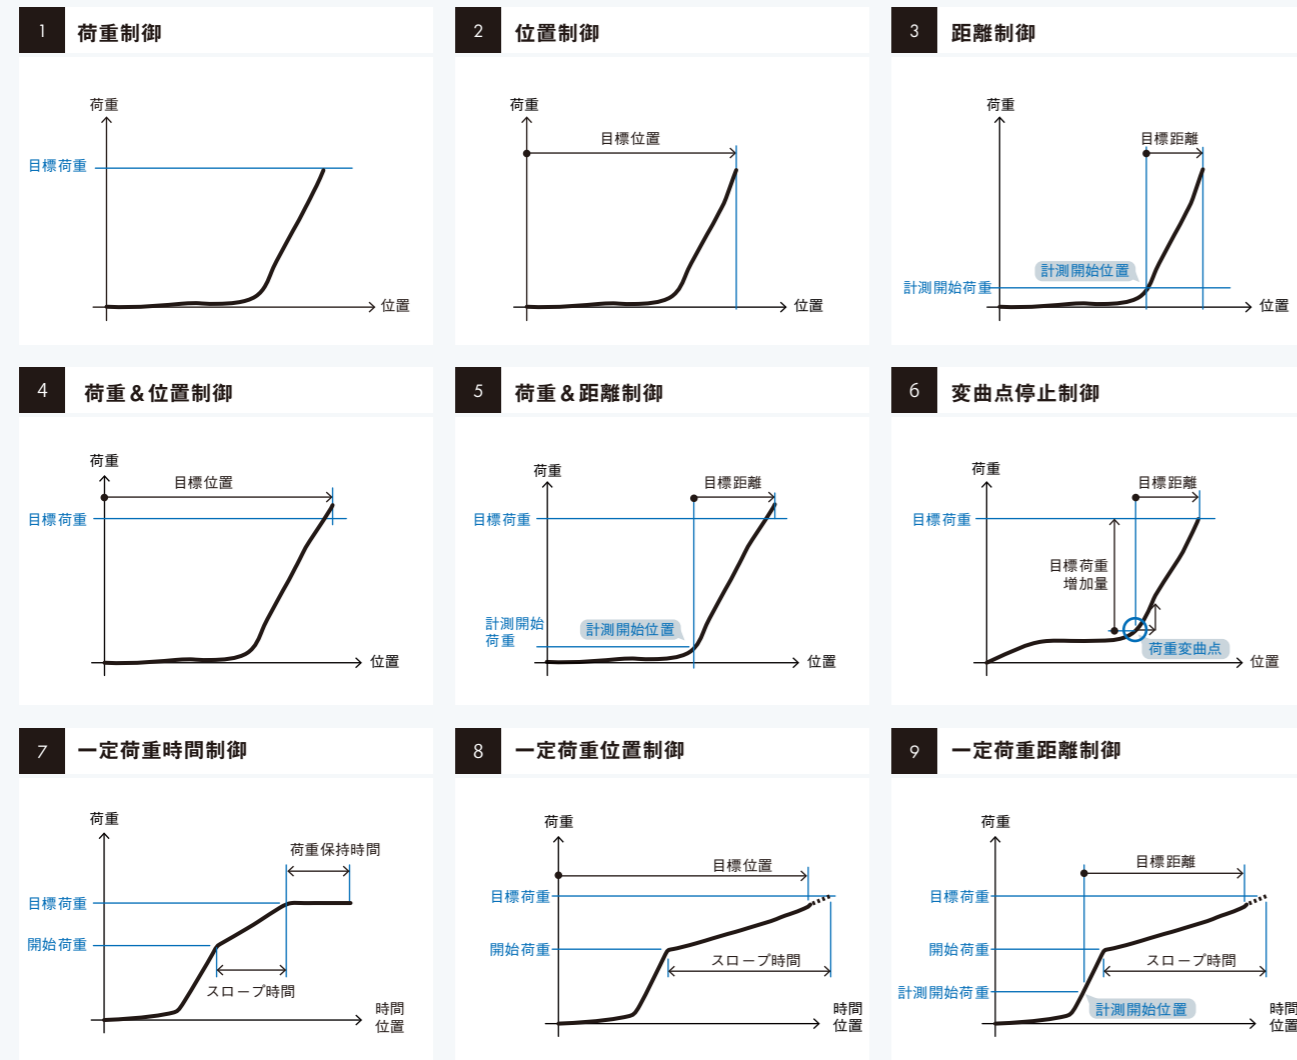 1 荷重制御
荷重
目標荷重
位置
2 位置制御
荷重
目標位置
位置
3 距離制御
荷重
目標距離
計測開始位置
計測開始荷重
位置
4 荷重&位置制御
荷重
目標位置
目標荷重
位置
5 荷重&距離制御
荷重
目標距離
目標荷重
計測開始
荷重
計測開始位置
位置
6 変曲点停止制御
荷重
目標距離
目標荷重
目標荷重
増加量
荷重変曲点
位置
7 一定荷重時間制御
荷重
荷重保持時間
目標荷重
開始荷重
スロープ時間
時間
位置
8 一定荷重位置制御
荷重
目標位置
目標荷重
開始荷重
スロープ時間
時間
位置
9 一定荷重距離制御
荷重
目標距離
目標荷重
開始荷重
スロープ時間
計測開始荷重
計測開始位置
時間
位置